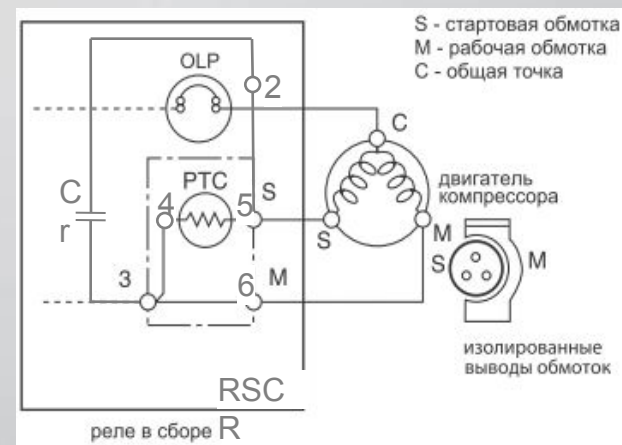 S - стартовая обмотка
M - рабочая обмотка
C - общая точка
OLP
2
C
двигатель
компрессора
PTC
S
C
r
4
5
S
M
S
M
3
6
M
изолированные
выводы обмоток
RSC
реле в сборе R